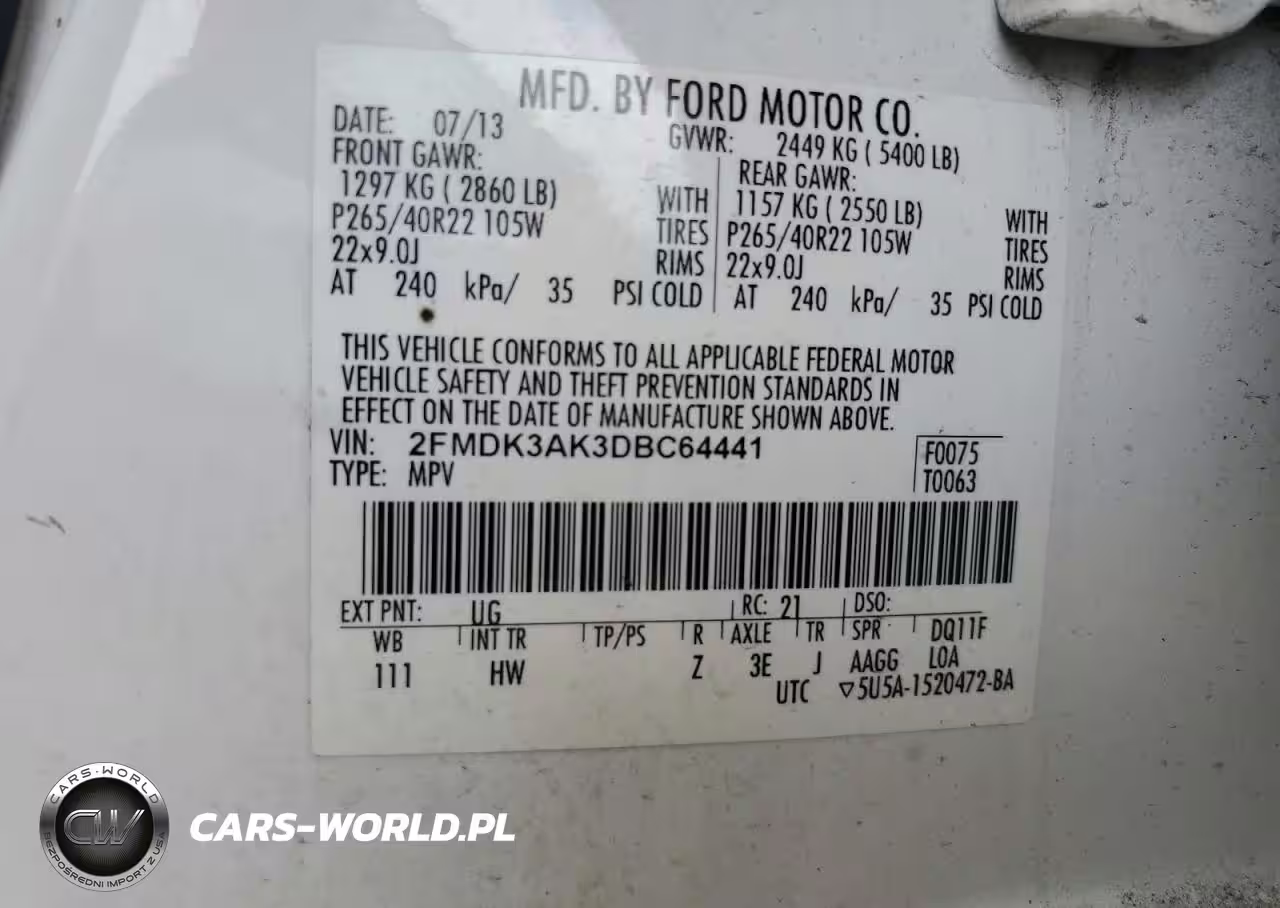 MFD. BY FORD MOTOR CO.
DATE: 07/13 GVWR: 2449 KG ( 5400 LB)
FRONT GAWR: REAR GAWR:
1297 KG ( 2860 LB) WITH 1157 KG ( 2550 LB) WITH
P265/40R22 105W TIRES P265/40R22 105W TIRES
22x9.0J RIMS 22x9.0J RIMS
AT 240 kPa/ 35 PSI COLD AT 240 kPa/ 35 PSI COLD
THIS VEHICLE CONFORMS TO ALL APPLICABLE FEDERAL MOTOR
VEHICLE SAFETY AND THEFT PREVENTION STANDARDS IN
EFFECT ON THE DATE OF MANUFACTURE SHOWN ABOVE.
VIN: 2FMDK3AK3DBC64441 F0075
TYPE: MPV T0063
EXT PNT: UG RC: 21 DSO:
WB INT TR TP/PS R AXLE TR SPR DQ11F
111 HW Z 3E J AAGG LOA
UTC ▽5U5A-1520472-BA
CARS-WORLD
CW
BEZPOŚREDNI IMPORT Z USA
CARS-WORLD.PL